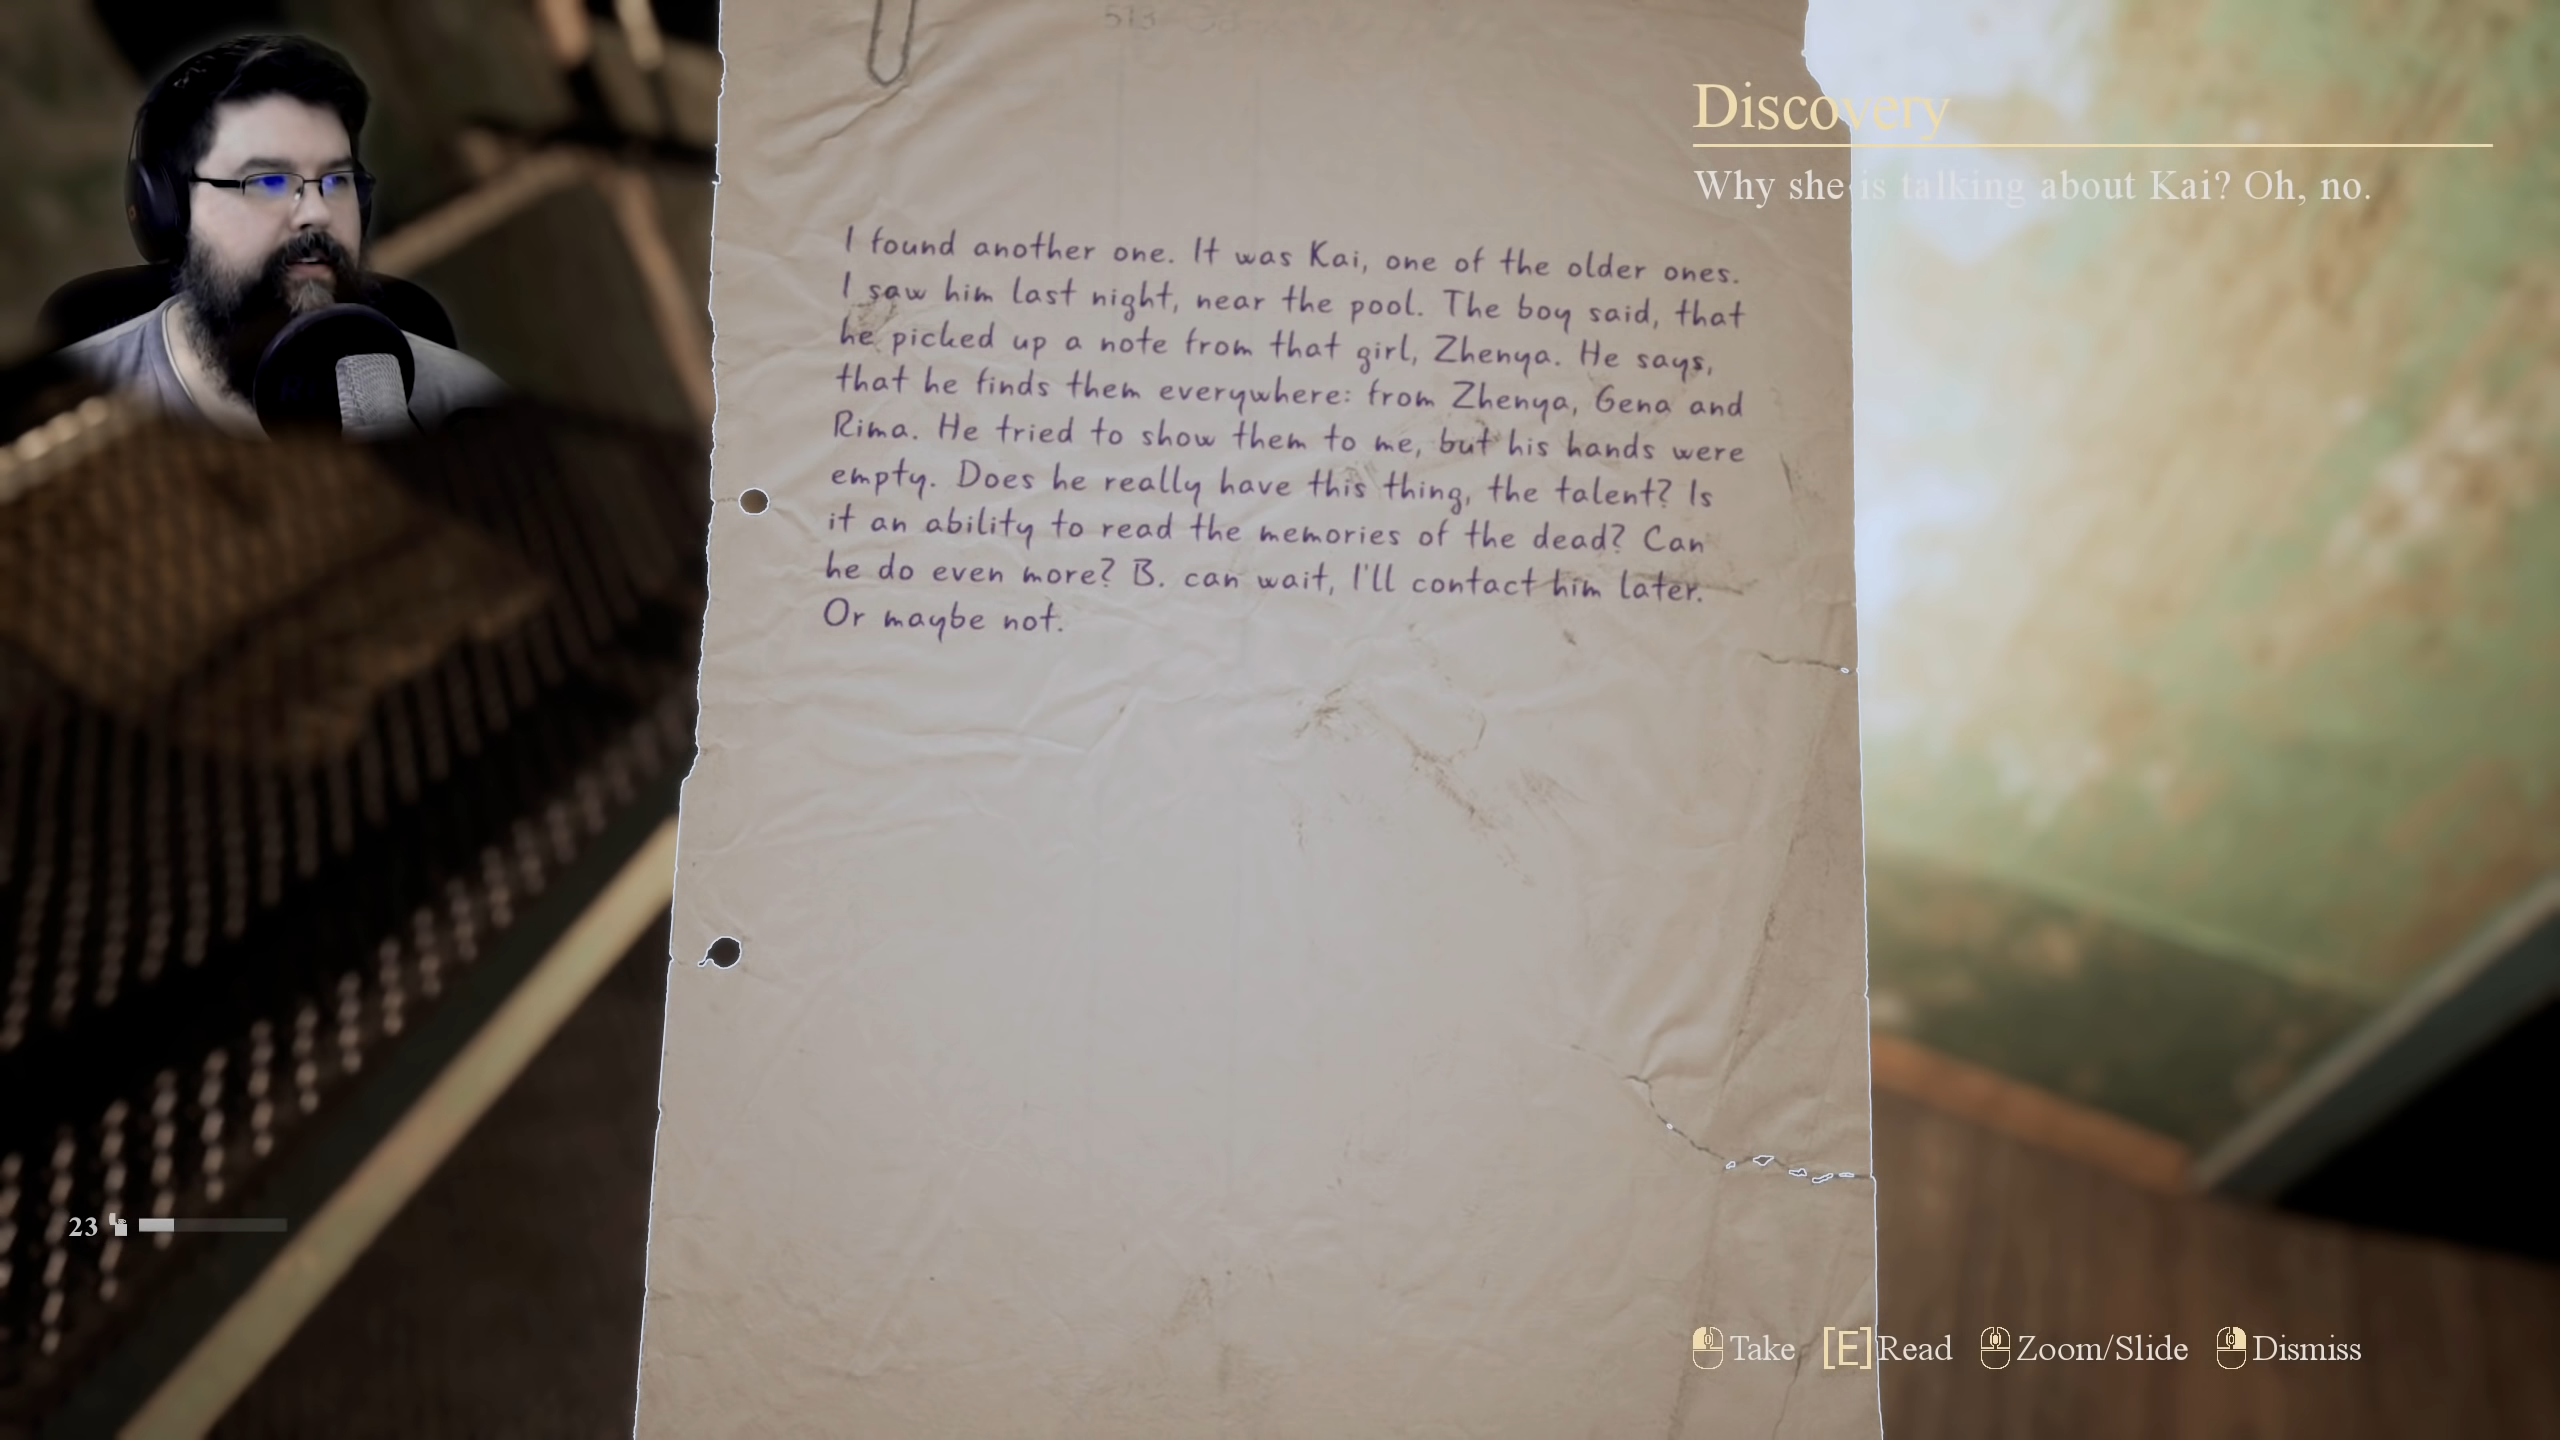 513
Discovery
Why she is talking about Kai? Oh, no.
I found another one. It was Kai, one of the older ones.
I saw him last night, near the pool. The boy said, that
he picked up a note from that girl, Zhenya. He says,
that he finds them everywhere: from Zhenya, Gena and
Rima. He tried to show them to me, but his hands were
empty. Does he really have this thing, the talent? Is
it an ability to read the memories of the dead? Can
he do even more? B. can wait, I'll contact him later.
Or maybe not.
23
Take [E] Read Zoom/Slide Dismiss